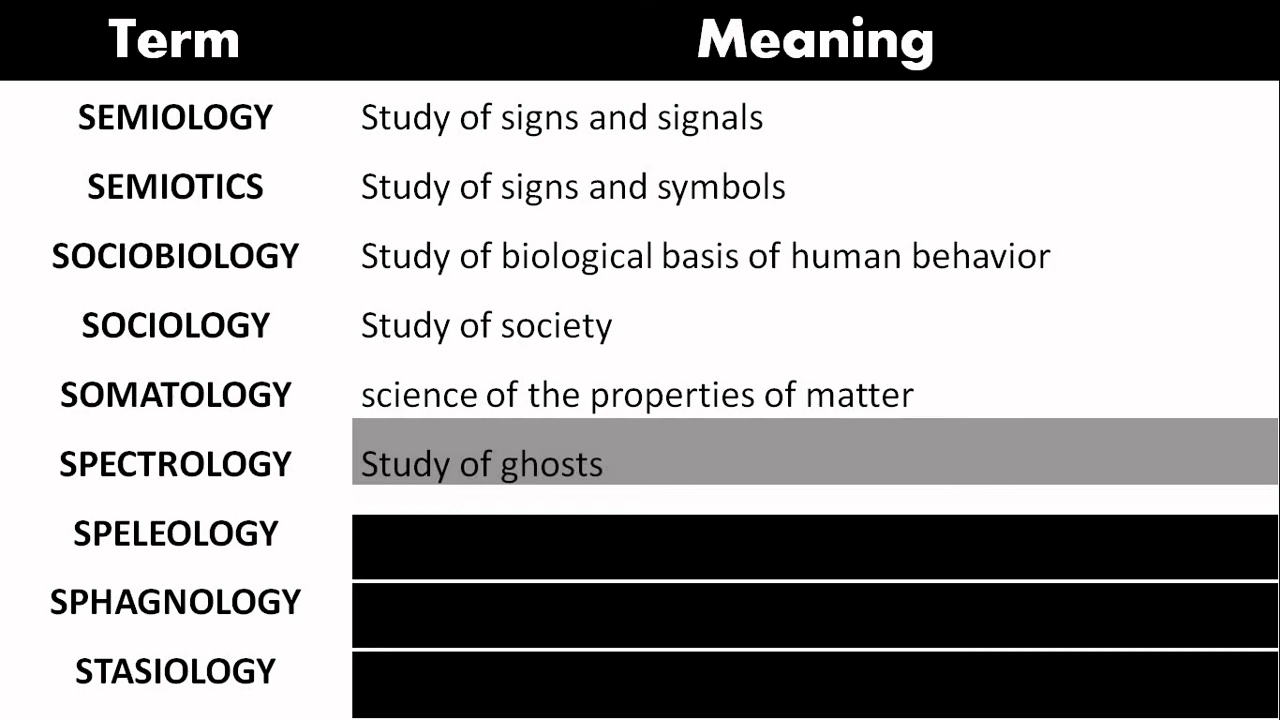 Term Meaning
SEMIOLOGY Study of signs and signals
SEMIOTICS Study of signs and symbols
SOCIOBIOLOGY Study of biological basis of human behavior
SOCIOLOGY Study of society
SOMATOLOGY science of the properties of matter
SPECTROLOGY Study of ghosts
SPELEOLOGY
SPHAGNOLOGY
STASIOLOGY